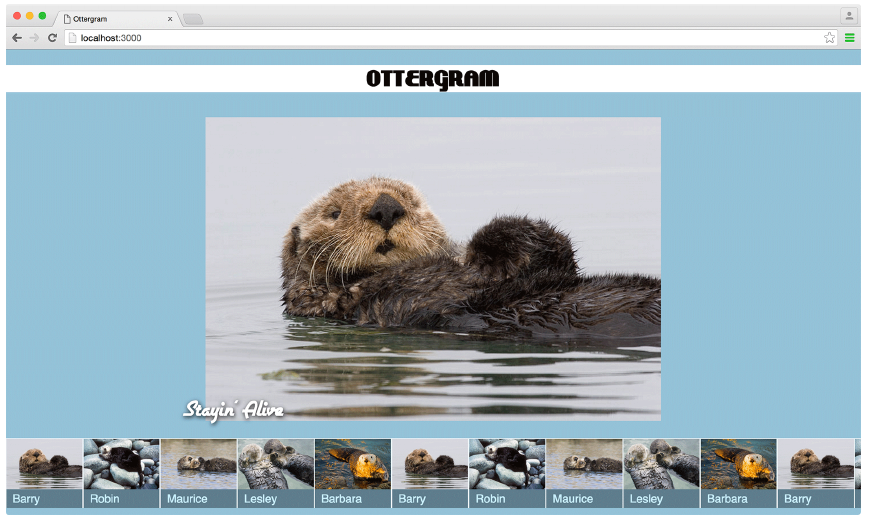 Ottergram
localhost:3000
OTTERGRAM
Stayin' Alive
Barry
Robin
Maurice
Lesley
Barbara
Barry
Robin
Maurice
Lesley
Barbara
Barry